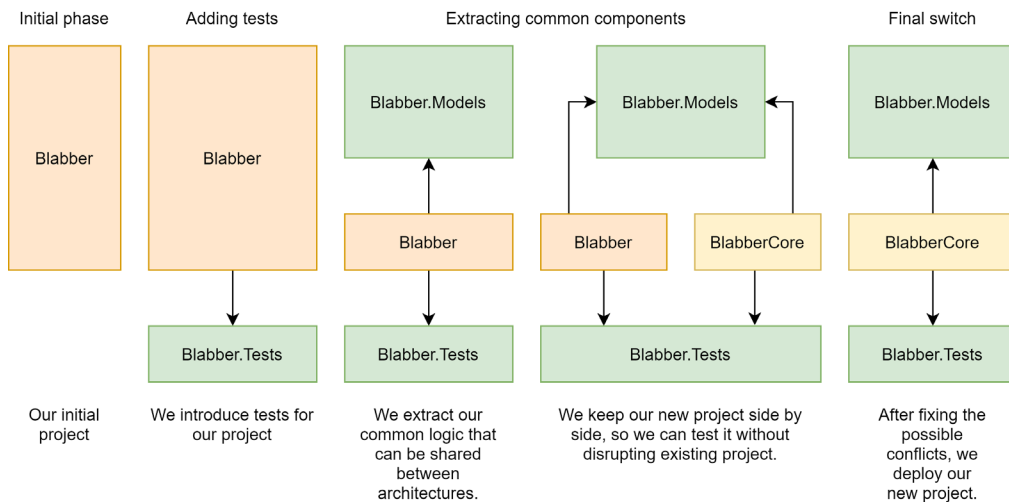 Initial phase
Adding tests
Extracting common components
Final switch
Blabber
Blabber
Blabber.Models
Blabber.Models
Blabber.Models
Blabber
Blabber
BlabberCore
BlabberCore
Blabber.Tests
Blabber.Tests
Blabber.Tests
Blabber.Tests
Our initial
project
We introduce tests for
our project
We extract our
common logic that
can be shared
between
architectures.
We keep our new project side by
side, so we can test it without
disrupting existing project.
After fixing the
possible
conflicts, we
deploy our
new project.